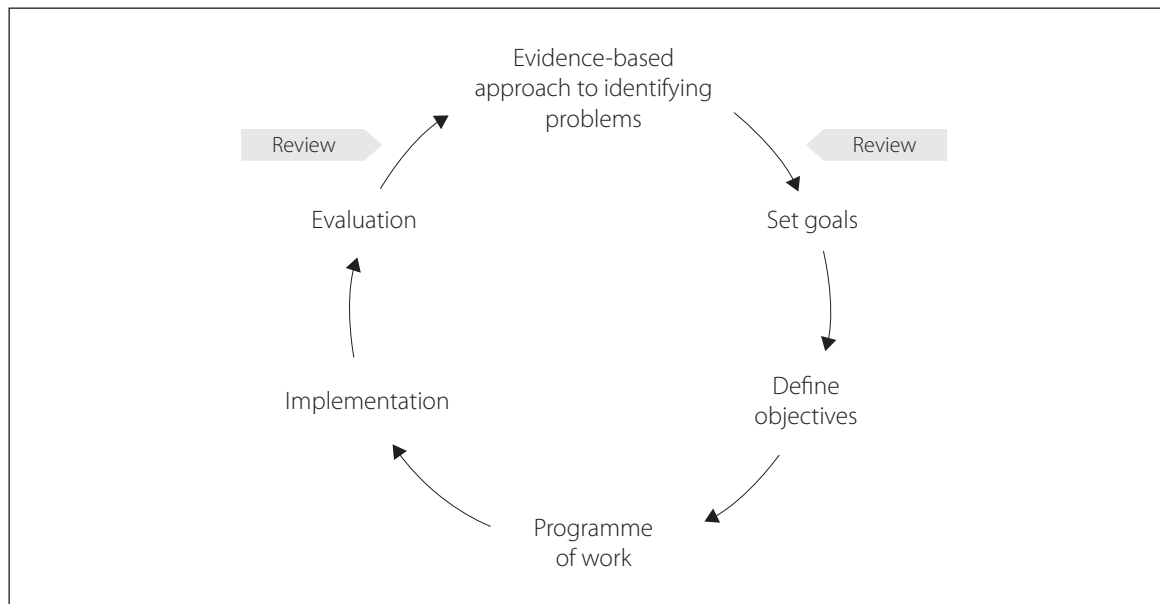 Evidence-based
approach to identifying
problems
Review
Review
Evaluation
Set goals
Define
objectives
Implementation
Programme
of work